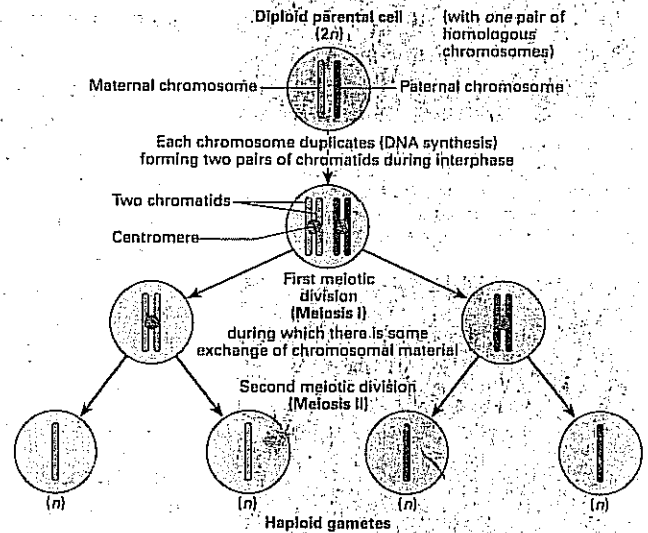 Diploid parental cell
(2n)
(with one pair of
homologous
chromosomes)
Maternal chromosome
Paternal chromosome
Each chromosome duplicates (DNA synthesis)
forming two pairs of chromatids during interphase
Two chromatids
Centromere
First meiotic
division
(Meiosis I)
during which there is some
exchange of chromosomal material
Second meiotic division
(Meiosis II)
(n)
(n)
(n)
(n)
Haploid gametes